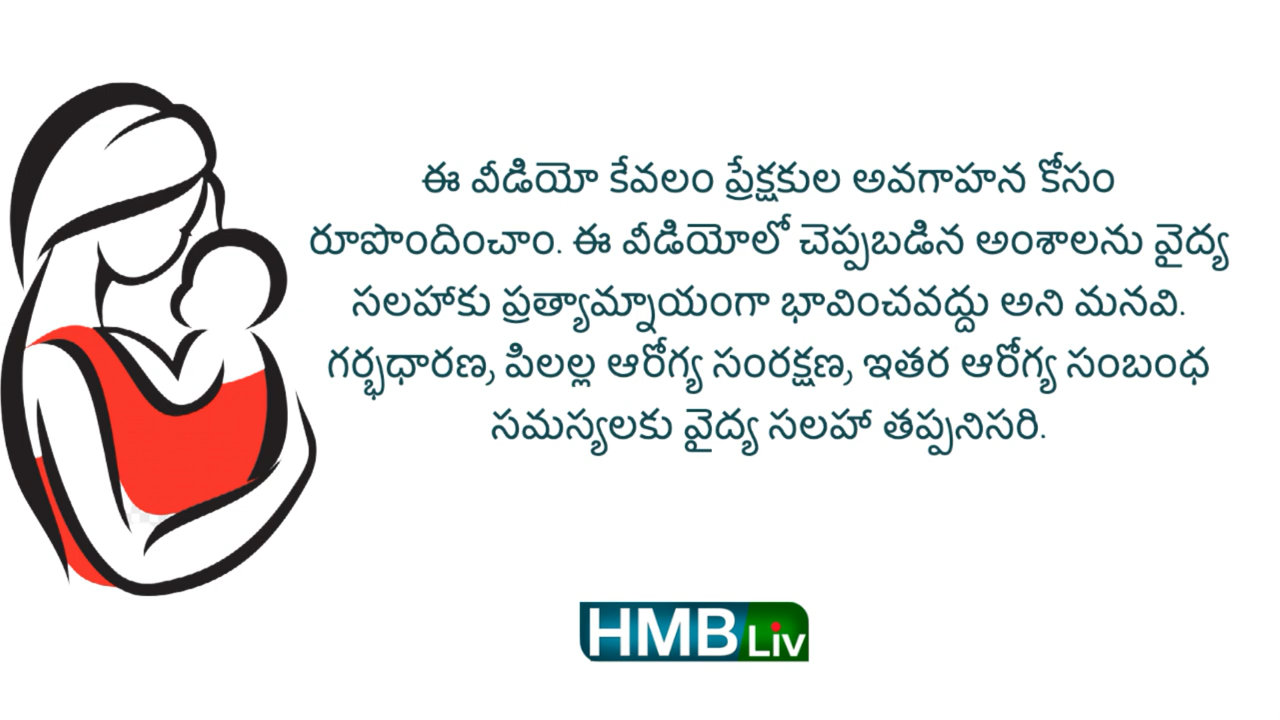 ఈ వీడియో కేవలం ప్రేక్షకుల అవగాహన కోసం
రూపొందించాం. ఈ వీడియోలో చెప్పబడిన అంశాలను వైద్య
సలహాకు ప్రత్యామ్నాయంగా భావించవద్దు అని మనవి.
గర్భధారణ, పిలల్ల ఆరోగ్య సంరక్షణ, ఇతర ఆరోగ్య సంబంధ
సమస్యలకు వైద్య సలహా తప్పనిసరి.
HMB Liv